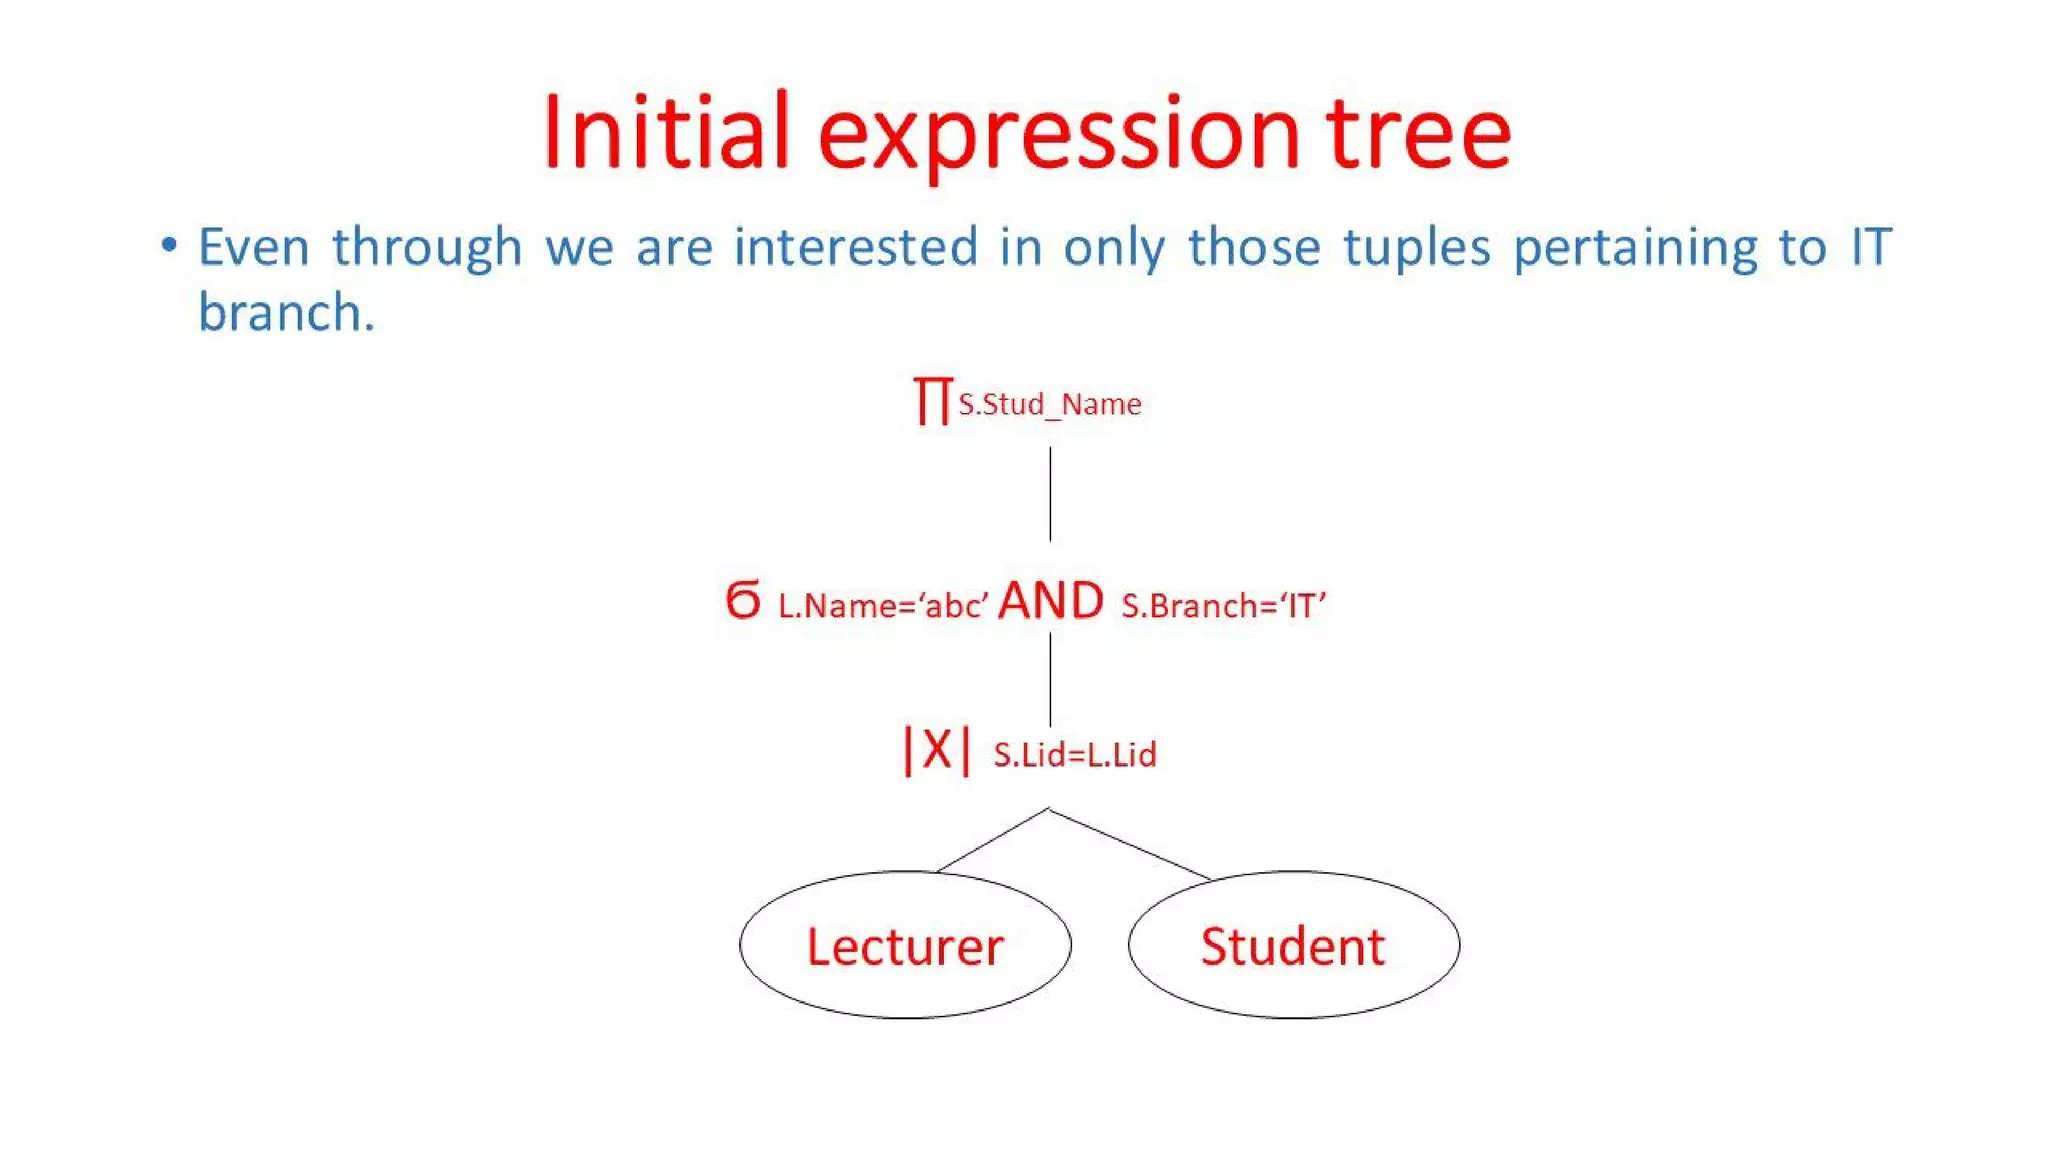 Initial expression tree
• Even through we are interested in only those tuples pertaining to IT
branch.
∏S.Stud_Name
б L.Name=‘abc’ AND S.Branch=‘IT’
|X| S.Lid=L.Lid
Lecturer Student